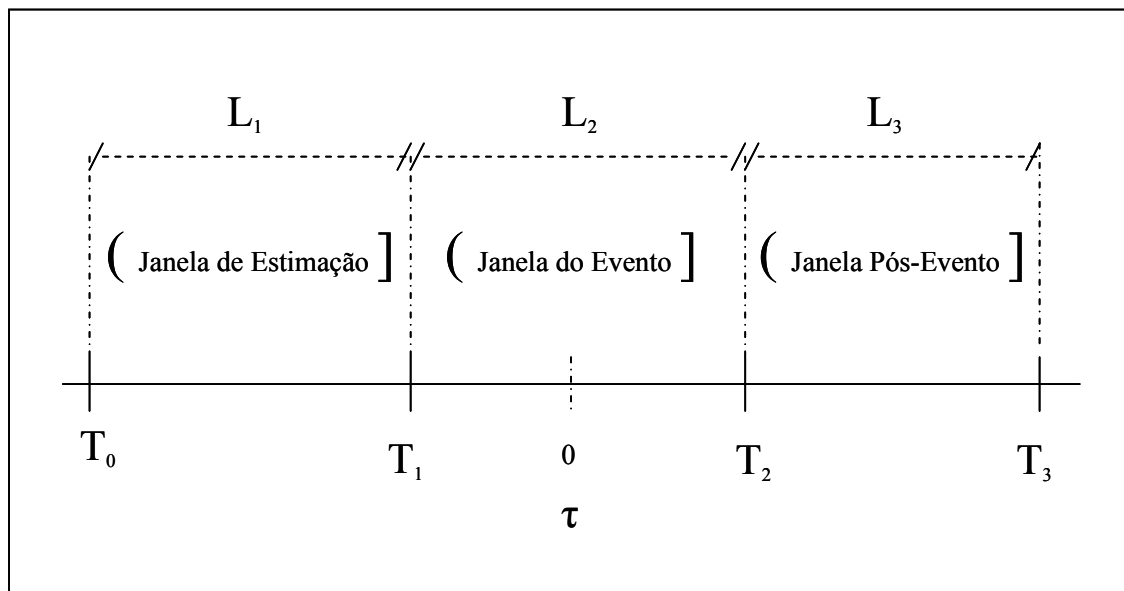 L₁ L₂ L₃
( Janela de Estimação ] ( Janela do Evento ] ( Janela Pós-Evento ]
T₀ T₁ 0 T₂ T₃
τ